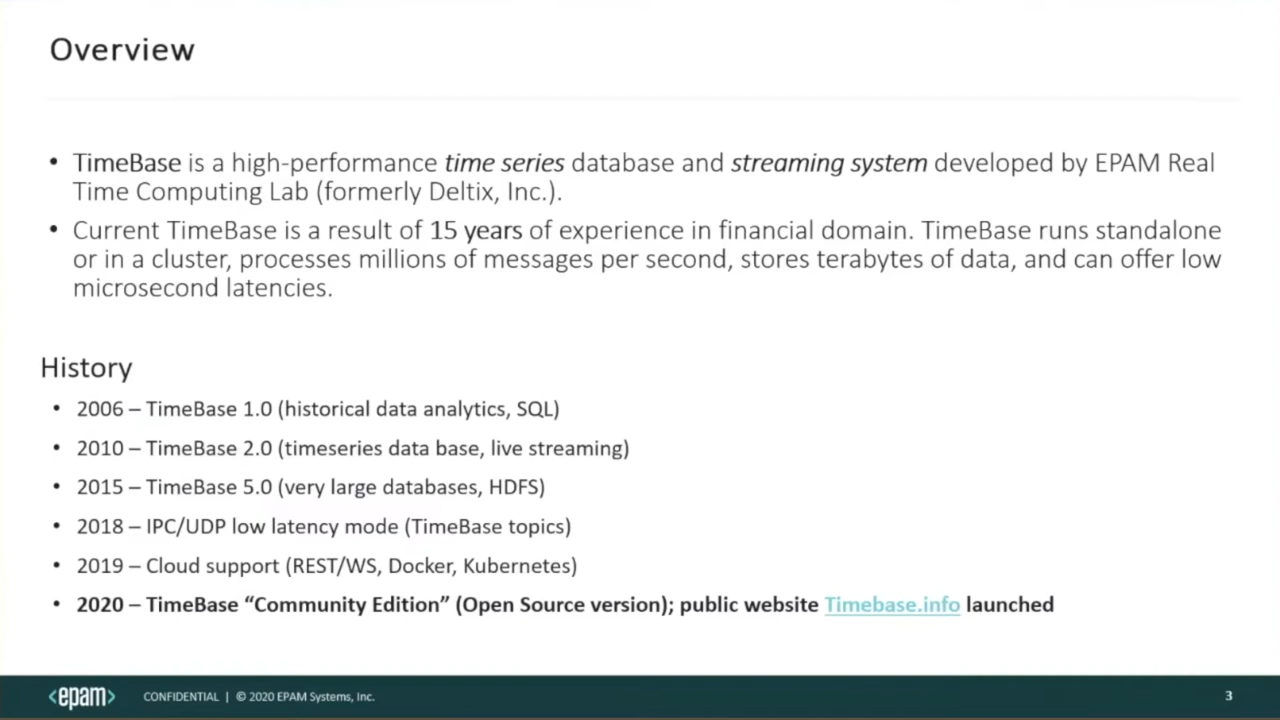 Overview
• TimeBase is a high-performance time series database and streaming system developed by EPAM Real
Time Computing Lab (formerly Deltix, Inc.).
• Current TimeBase is a result of 15 years of experience in financial domain. TimeBase runs standalone
or in a cluster, processes millions of messages per second, stores terabytes of data, and can offer low
microsecond latencies.
History
• 2006 – TimeBase 1.0 (historical data analytics, SQL)
• 2010 – TimeBase 2.0 (timeseries data base, live streaming)
• 2015 – TimeBase 5.0 (very large databases, HDFS)
• 2018 – IPC/UDP low latency mode (TimeBase topics)
• 2019 – Cloud support (REST/WS, Docker, Kubernetes)
• 2020 – TimeBase “Community Edition” (Open Source version); public website Timebase.info launched
<epam> CONFIDENTIAL | © 2020 EPAM Systems, Inc. 3